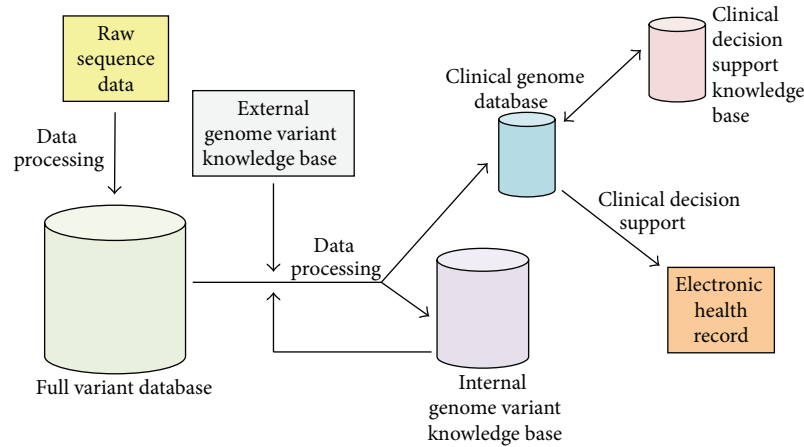 Raw
sequence
data
Data
processing
External
genome variant
knowledge base
Full variant database
Data
processing
Clinical genome
database
Internal
genome variant
knowledge base
Clinical
decision
support
knowledge
base
Clinical decision
support
Electronic
health
record